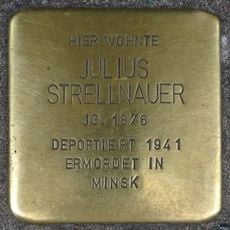 HIER WOHNTE
JULIUS
STRELLNAUER
JG. 1876
DEPORTIERT 1941
ERMORDET IN
MINSK